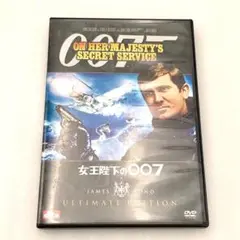 007
ON HER MAJESTY'S
SECRET SERVICE
女王陛下の007
JAMES BOND
ULTIMATE EDITION
DVD